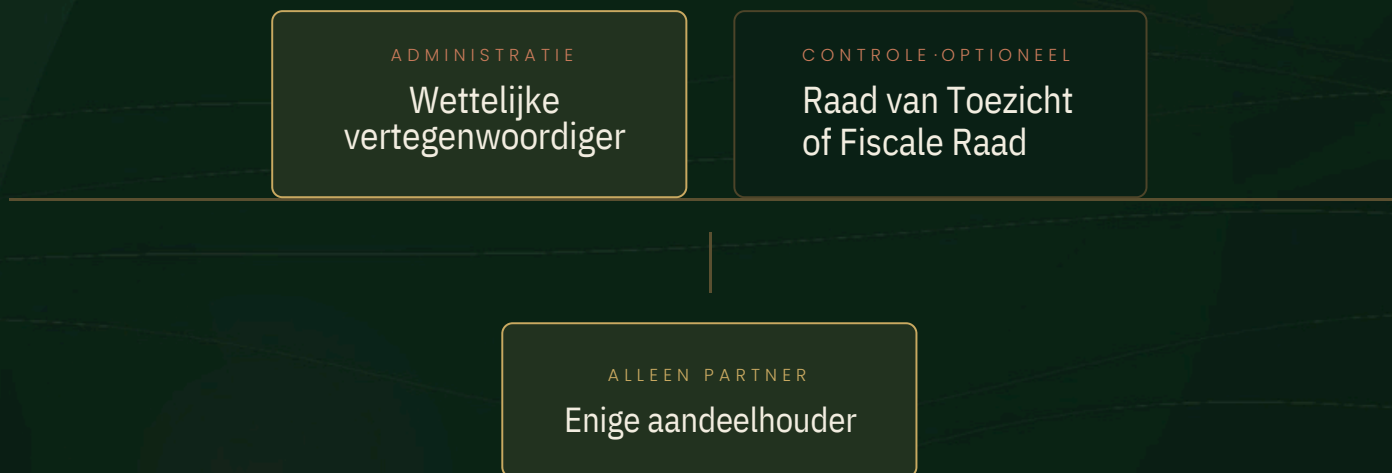 ADMINISTRATIE
Wettelijke
vertegenwoordiger
CONTROLE·OPTIONEEL
Raad van Toezicht
of Fiscale Raad
ALLEEN PARTNER
Enige aandeelhouder